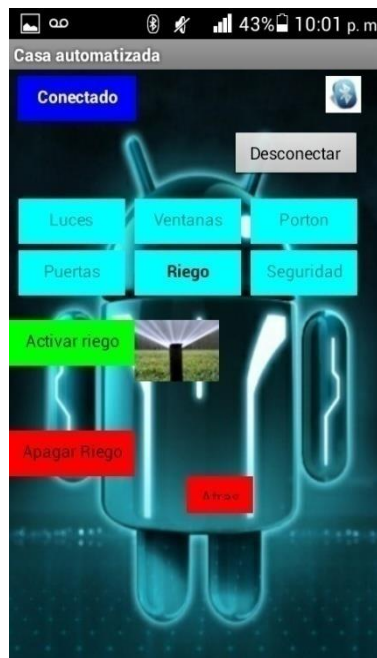 43% 10:01 p. m
Casa automatizada
Conectado
Desconectar
Luces Ventanas Porton
Puertas Riego Seguridad
Activar riego
Apagar Riego
Atras